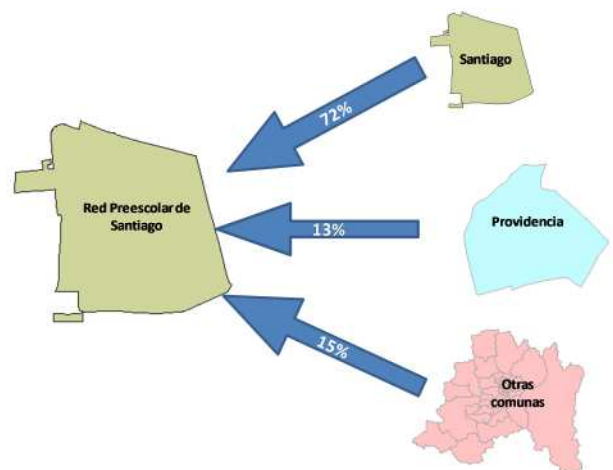 Santiago
72%
Red Preescolar de
Santiago
13%
Providencia
15%
Otras
comunas